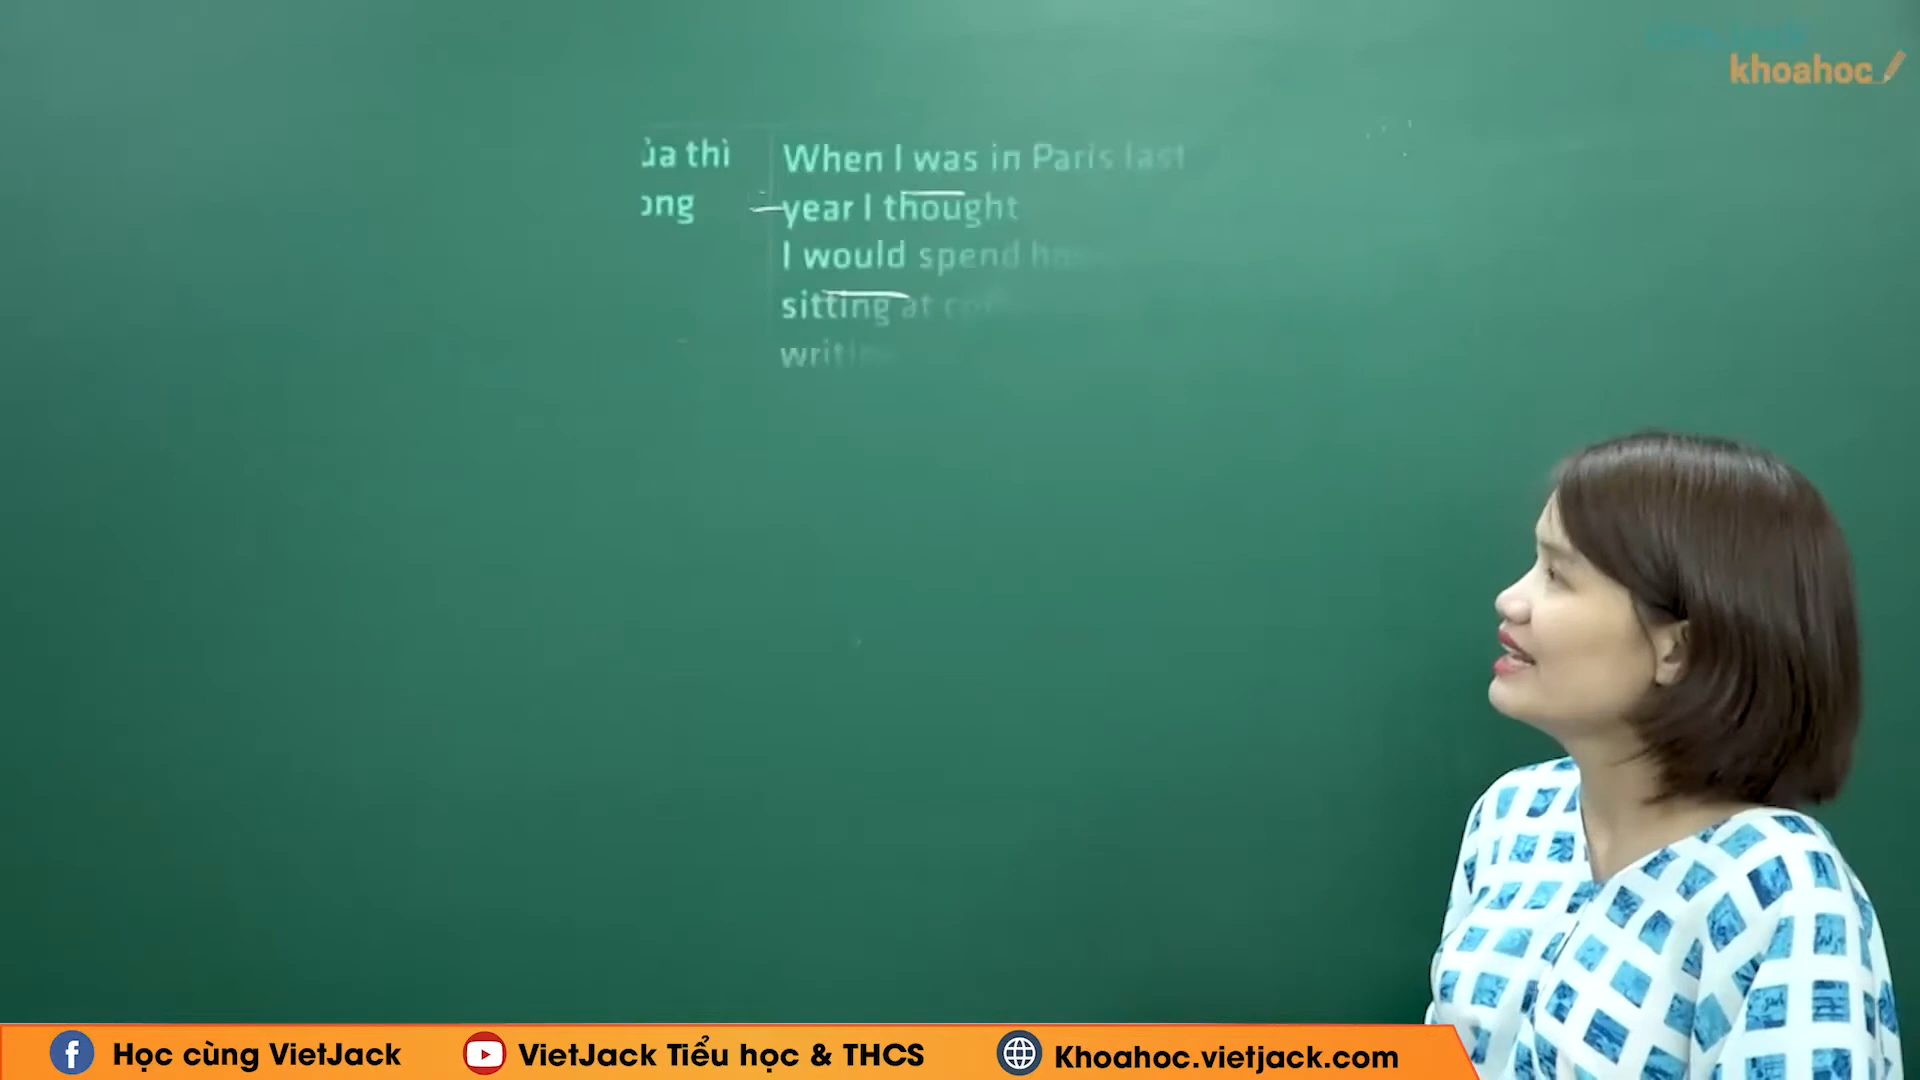 khoahoc
ủa thì
ong
When I was in Paris last
year I thought
I would spend
sitting at
Học cùng VietJack
VietJack Tiểu học & THCS
Khoahoc.vietjack.com